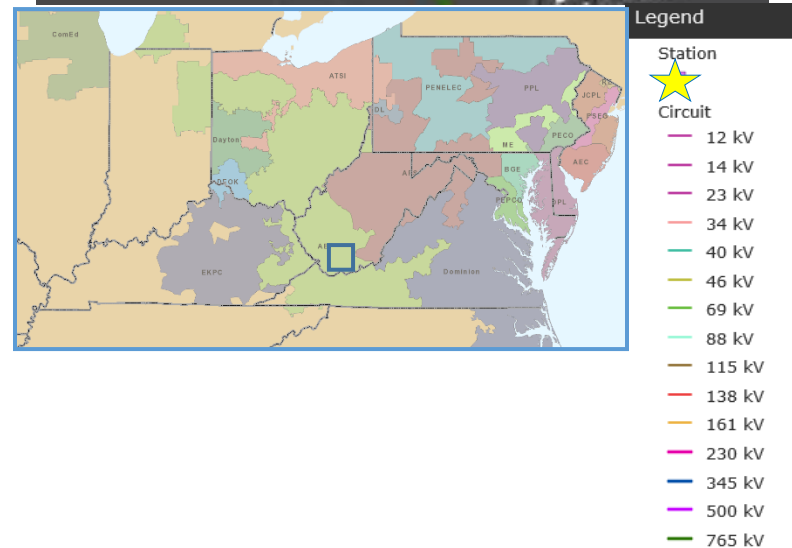 Legend
Station
Circuit
12 kV
14 kV
23 kV
34 kV
40 kV
46 kV
69 kV
88 kV
115 kV
138 kV
161 kV
230 kV
345 kV
500 kV
765 kV
ComEd
ATSI
PENELEC
PPL
JCPL
PSEG
DL
Dayton
ME
PECO
AEC
BGE
PEPCO
DPL
DEOK
EKPC
Dominion